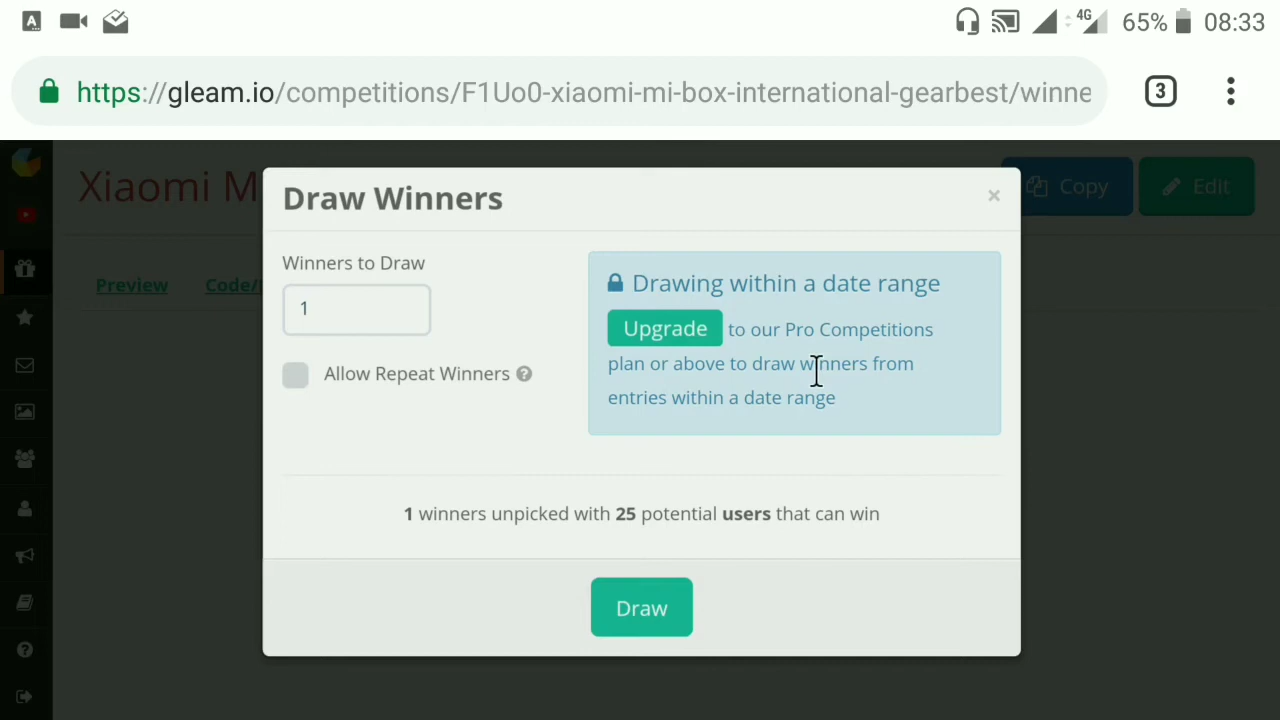 4G 65% 08:33
https://gleam.io/competitions/F1Uo0-xiaomi-mi-box-international-gearbest/winne
3
Xiaomi M
Copy
Edit
Preview
Code/
Draw Winners
×
Winners to Draw
1
Allow Repeat Winners ?
Drawing within a date range
Upgrade to our Pro Competitions
plan or above to draw winners from
entries within a date range
1 winners unpicked with 25 potential users that can win
Draw